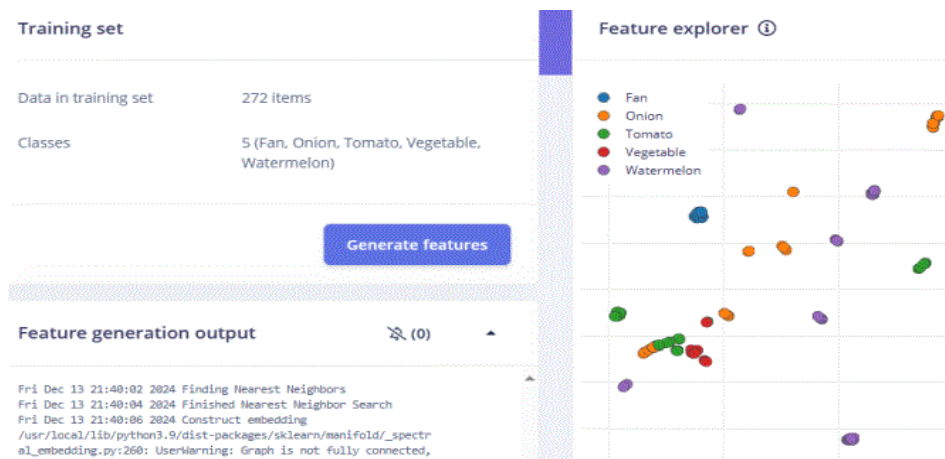 Training set
Data in training set 272 items
Classes 5 (Fan, Onion, Tomato, Vegetable,
Watermelon)
Generate features
Feature generation output (0)
Fri Dec 13 21:40:02 2024 Finding Nearest Neighbors
Fri Dec 13 21:40:04 2024 Finished Nearest Neighbor Search
Fri Dec 13 21:40:06 2024 Construct embedding
/usr/local/lib/python3.9/dist-packages/sklearn/manifold/_spectr
al_embedding.py:260: UserWarning: Graph is not fully connected,
Feature explorer
Fan
Onion
Tomato
Vegetable
Watermelon